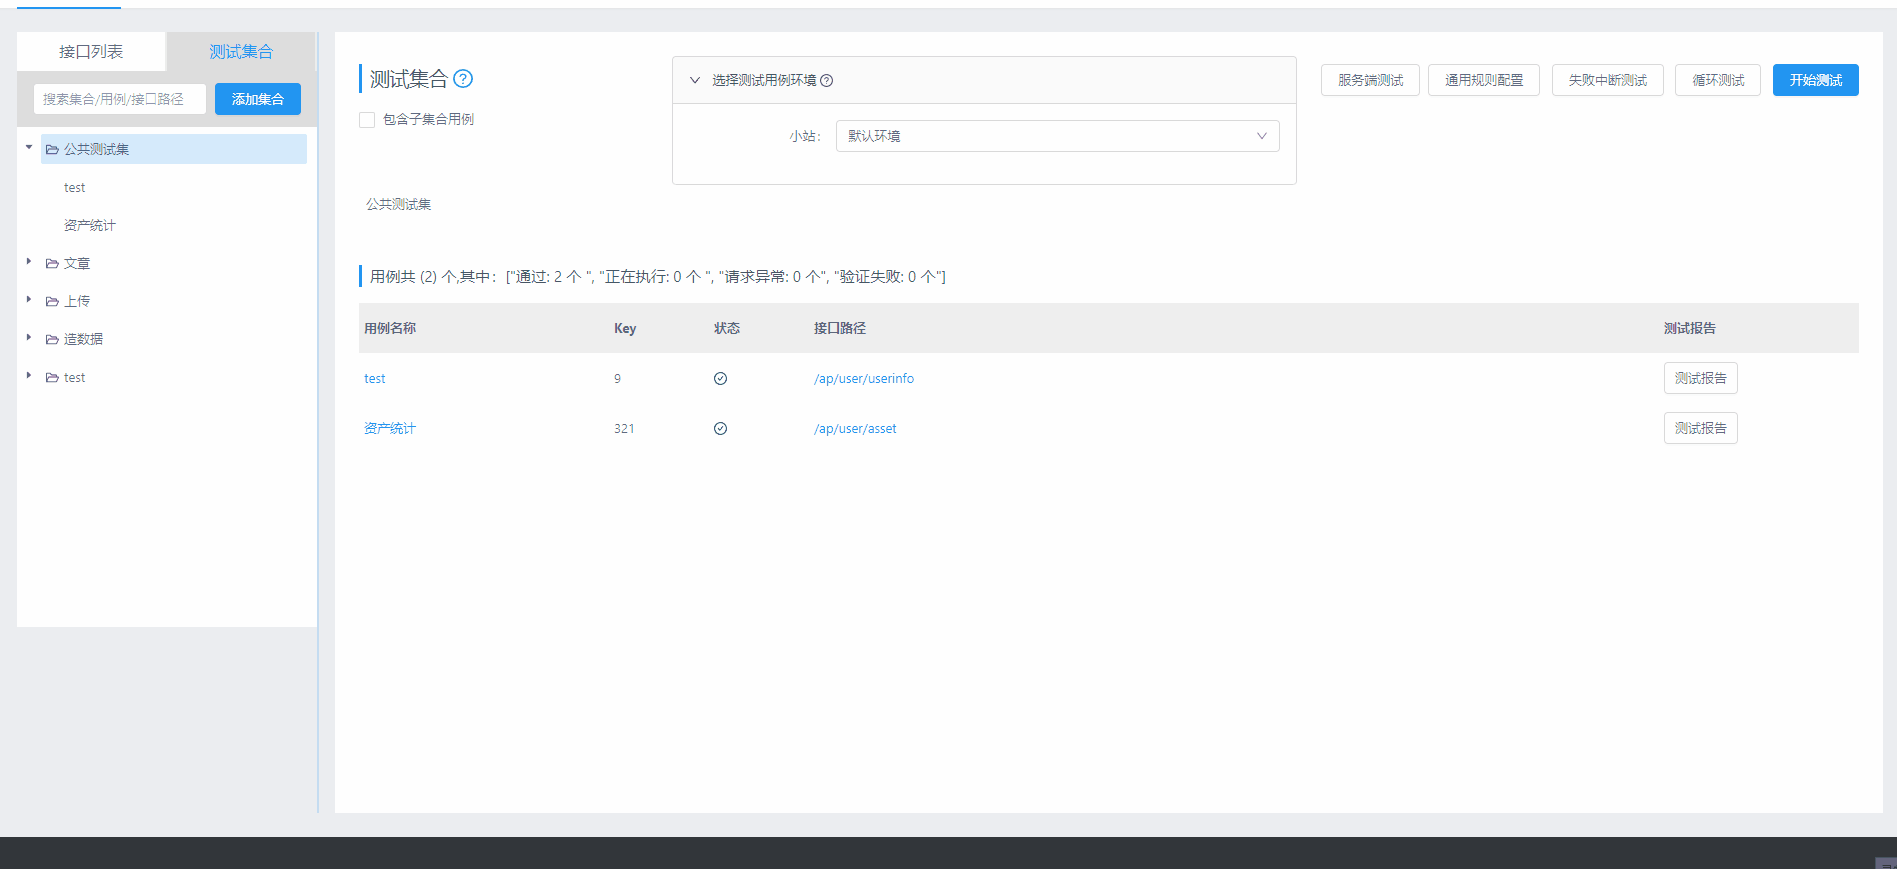 接口列表
测试集合
搜索集合/用例/接口路径
添加集合
公共测试集
test
资产统计
文章
上传
造数据
test
测试集合
包含子集合用例
选择测试用例环境
小站：
默认环境
服务端测试
通用规则配置
失败中断测试
循环测试
开始测试
公共测试集
用例共 (2) 个,其中：["通过: 2 个 ", "正在执行: 0 个 ", "请求异常: 0 个", "验证失败: 0 个"]
用例名称 Key 状态 接口路径 测试报告
test 9 /ap/user/userinfo 测试报告
资产统计 321 /ap/user/asset 测试报告